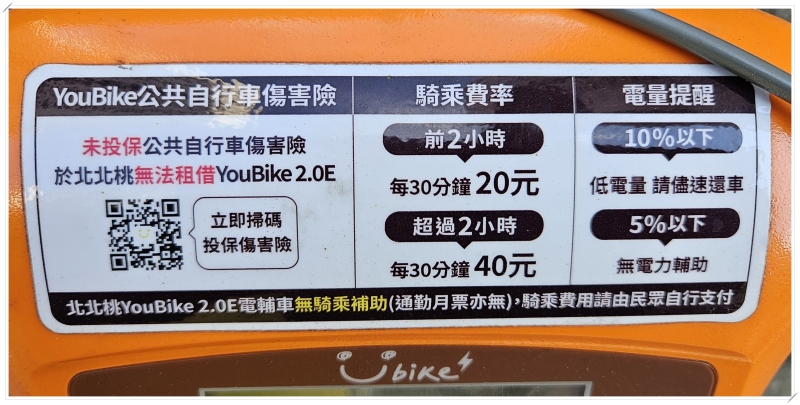 YouBike公共自行車傷害險
未投保公共自行車傷害險
於北北桃無法租借YouBike 2.0E
立即掃碼
投保傷害險
騎乘費率
前2小時
每30分鐘 20元
超過2小時
每30分鐘 40元
電量提醒
10%以下
低電量 請儘速還車
5%以下
無電力輔助
北北桃YouBike 2.0E電輔車無騎乘補助(通勤月票亦無),騎乘費用請由民眾自行支付
Ubike